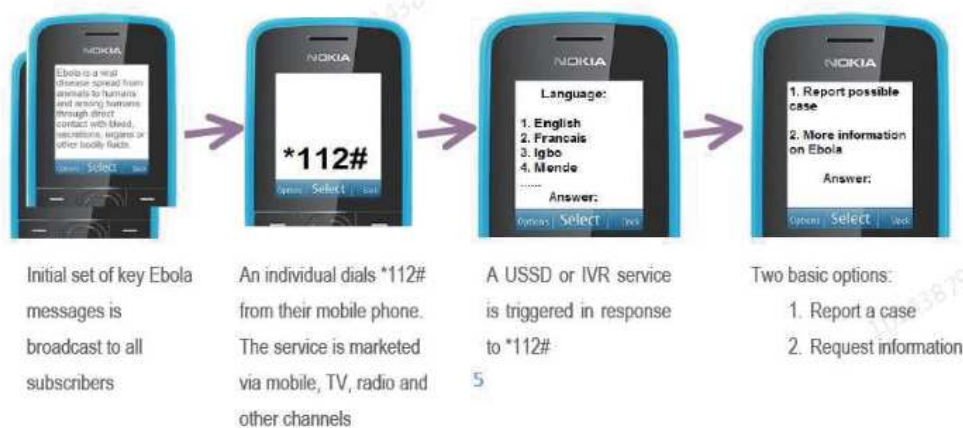 NOKIA
Ebola is a viral
disease spread from
animals to humans
and among humans
through direct
contact with blood,
secretions, organs or
other bodily fluids.
Options Select Back
NOKIA
*112#
Options Select Back
NOKIA
Language:
1. English
2. Francais
3. Igbo
4. Mende
......
Answer:
Options Select Back
NOKIA
1. Report possible
case
2. More information
on Ebola
Answer:
Options Select Back
Initial set of key Ebola
messages is
broadcast to all
subscribers
An individual dials *112#
from their mobile phone.
The service is marketed
via mobile, TV, radio and
other channels
A USSD or IVR service
is triggered in response
to *112#
5
Two basic options:
1. Report a case
2. Request information